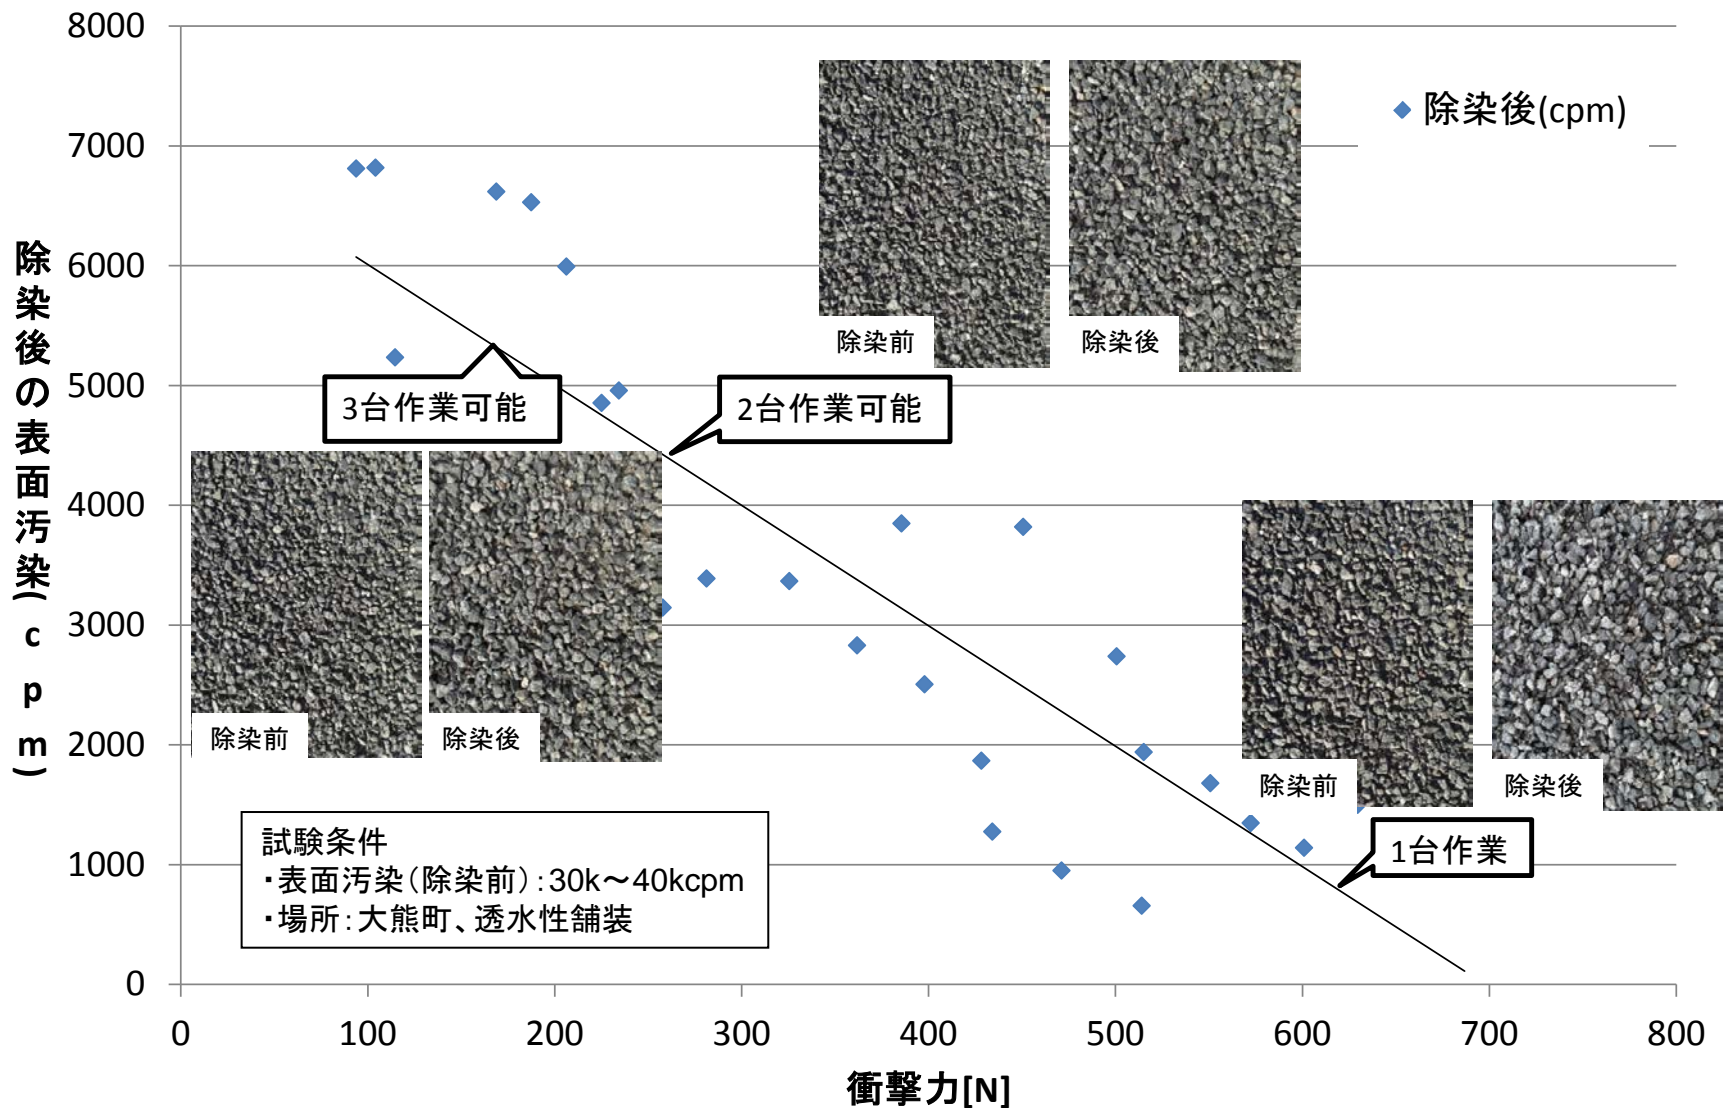 8000
7000
6000
5000
4000
3000
2000
1000
0
0 100 200 300 400 500 600 700 800
除染後の表面汚染(cpm)
衝撃力[N]
除染後(cpm)
除染前
除染後
3台作業可能
2台作業可能
除染前
除染後
除染前
除染後
1台作業
試験条件
・表面汚染（除染前）：30k～40kcpm
・場所：大熊町、透水性舗装